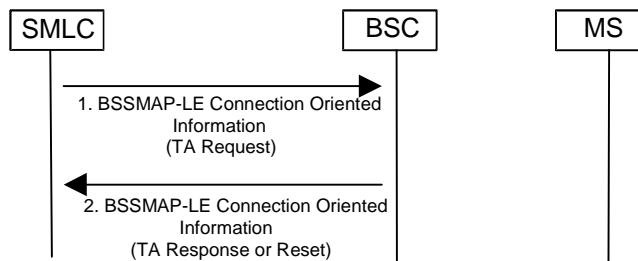 SMLC BSC MS
1. BSSMAP-LE Connection Oriented
Information
(TA Request)
2. BSSMAP-LE Connection Oriented
Information
(TA Response or Reset)